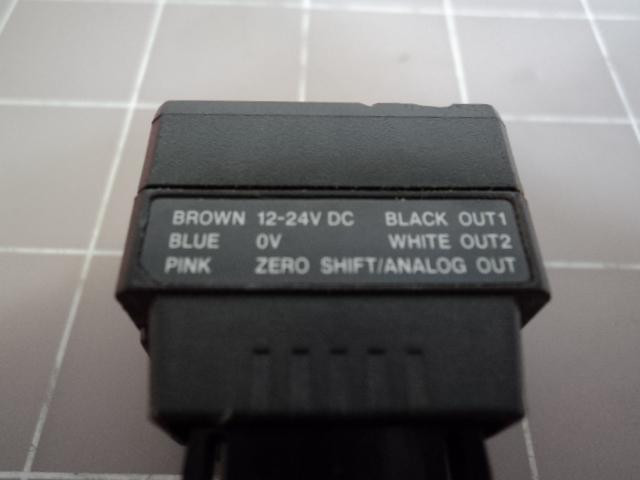 BROWN 12-24V DC BLACK OUT1
BLUE 0V WHITE OUT2
PINK ZERO SHIFT/ANALOG OUT